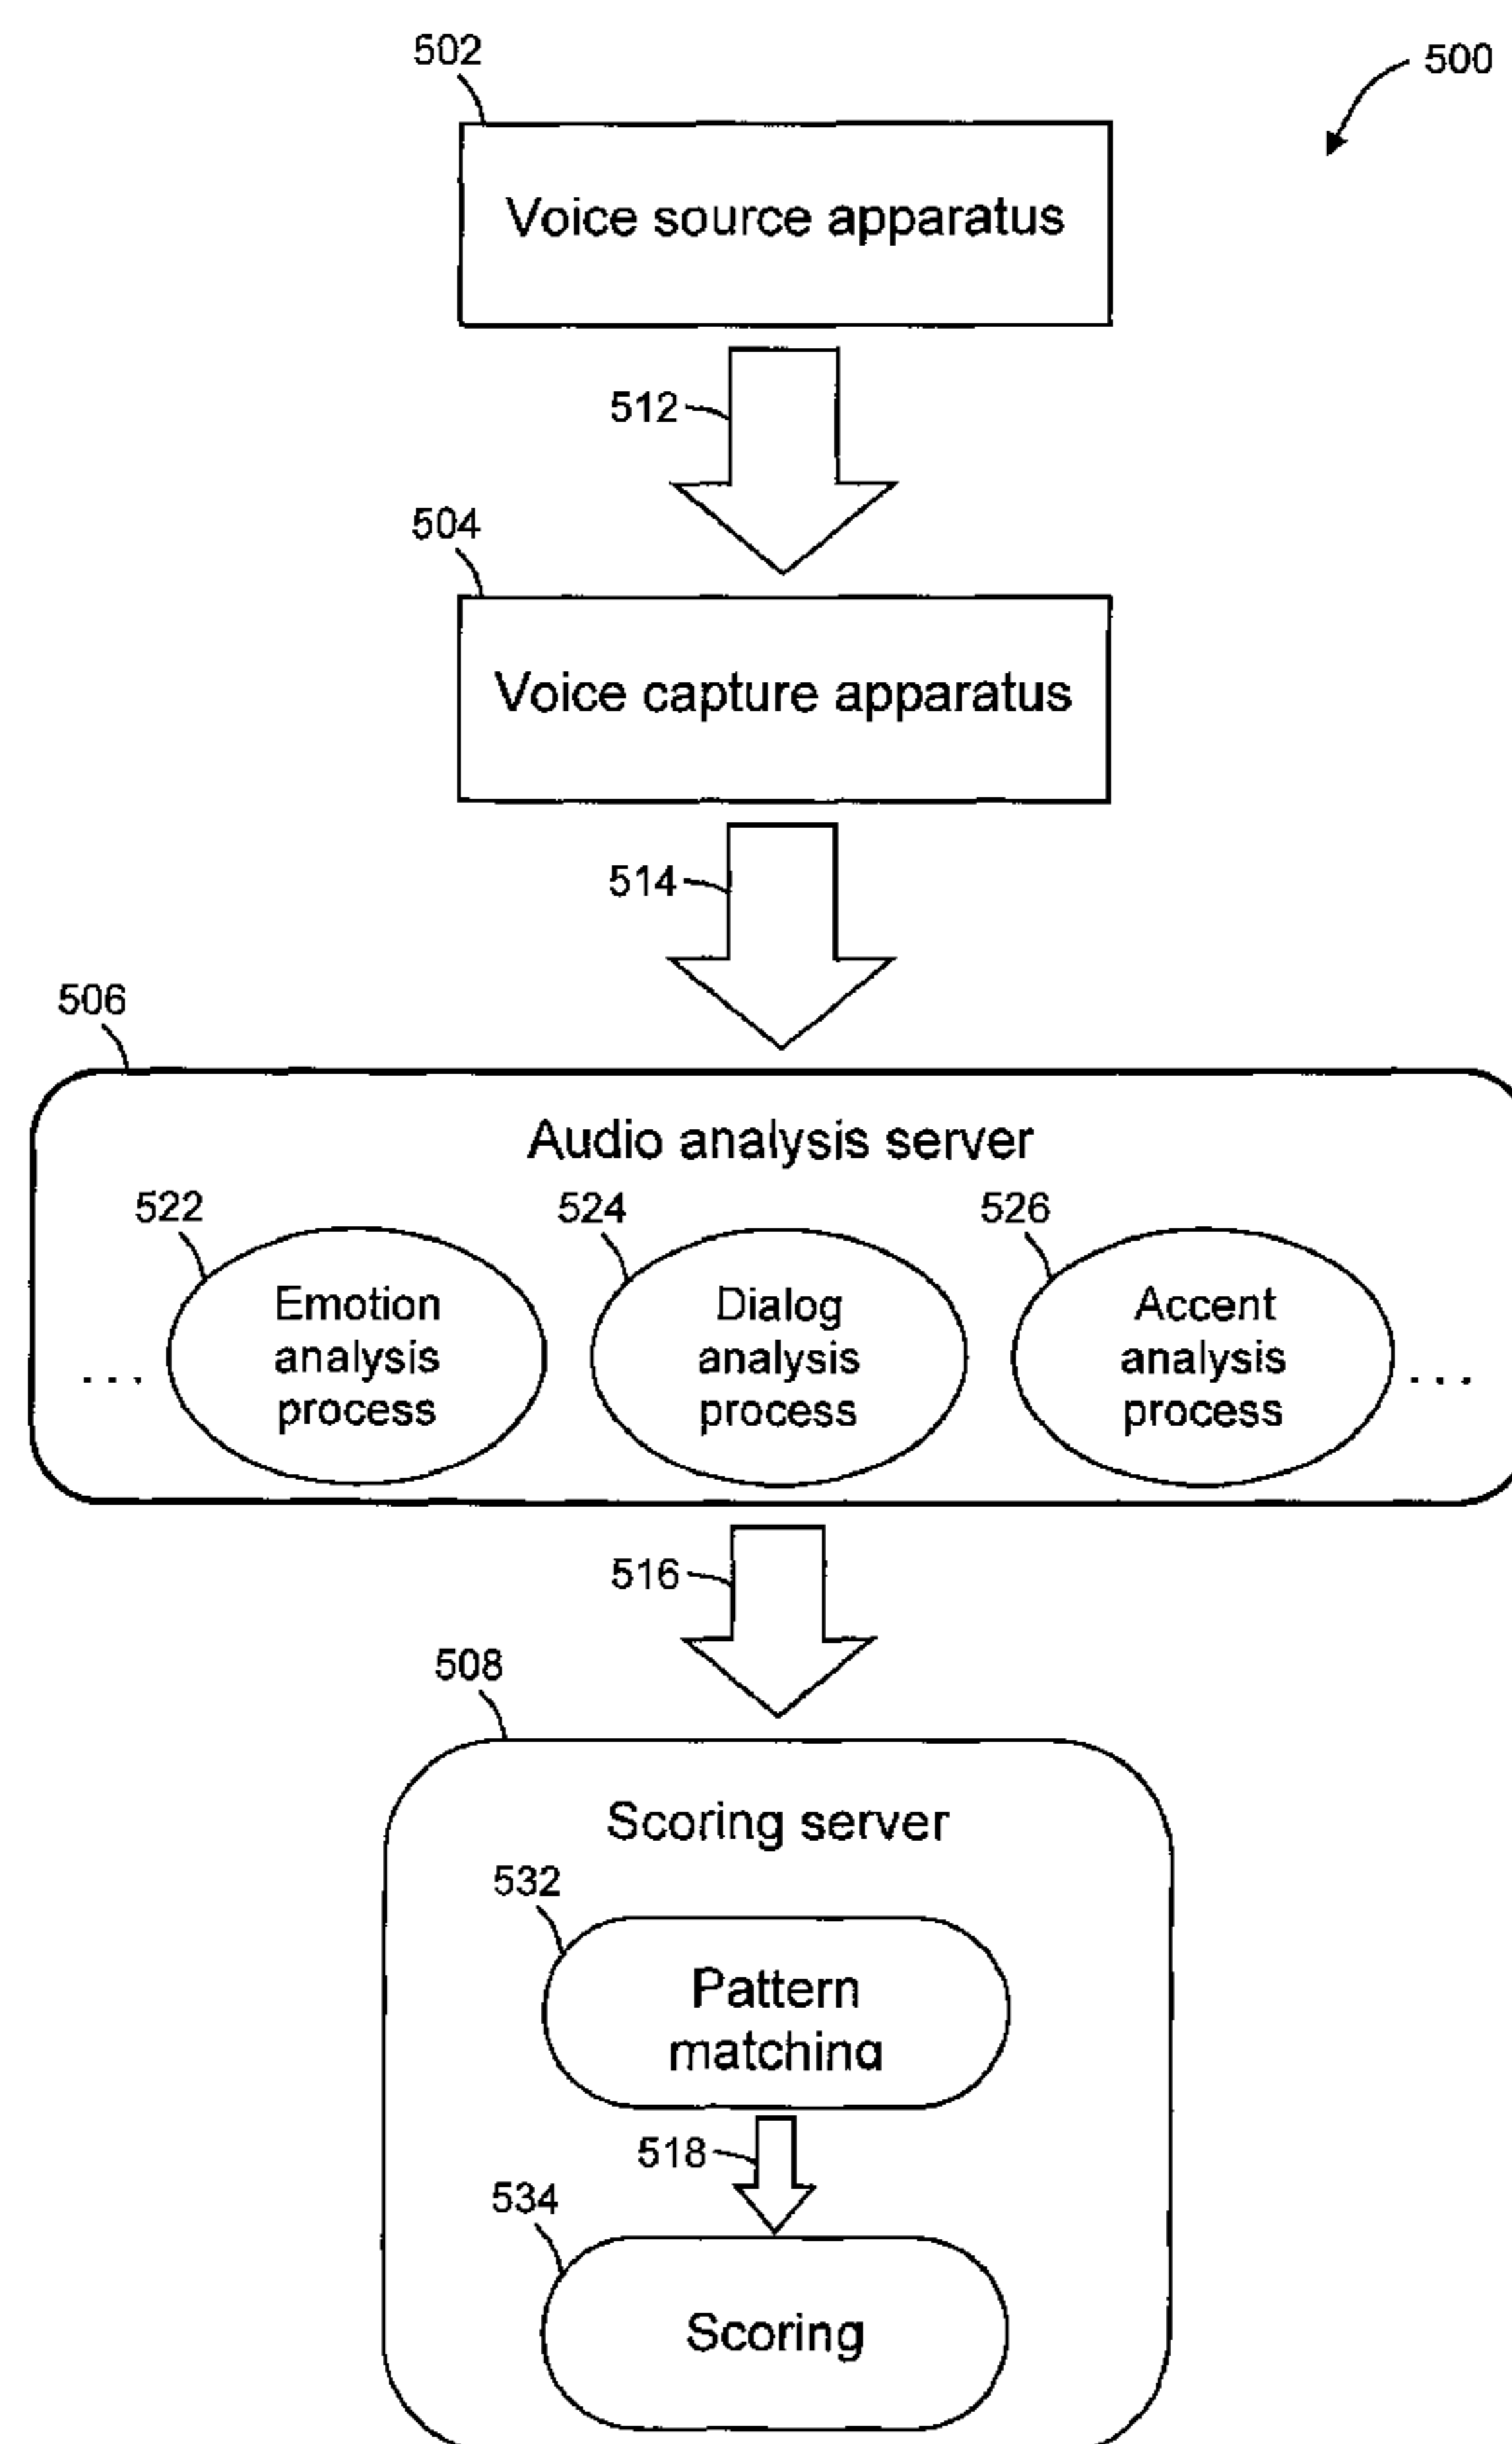 502
500
Voice source apparatus
512
504
Voice capture apparatus
514
506
Audio analysis server
522
524
526
Emotion
analysis
process
Dialog
analysis
process
Accent
analysis
process
. . .
. . .
516
508
Scoring server
532
Pattern
matching
518
534
Scoring